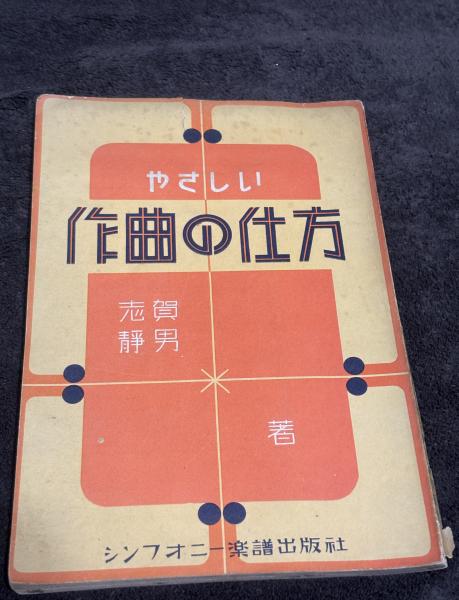 やさしい
作曲の仕方
志賀
靜男
著
シンフオニー楽譜出版社